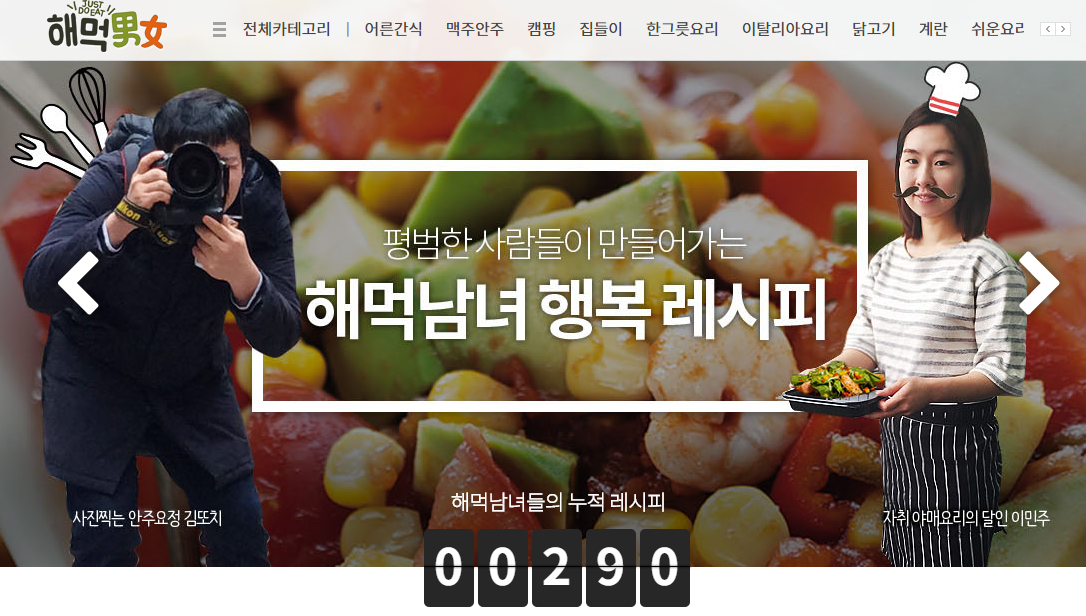 JUST
DO EAT
해먹男女
전체카테고리 | 어른간식 맥주안주 캠핑 집들이 한그릇요리 이탈리아요리 닭고기 계란 쉬운요리
평범한 사람들이 만들어가는
해먹남녀 행복 레시피
해먹남녀들의 누적 레시피
사진찍는 안주요정 김또치
자취 야매요리의 달인 이민주
00290